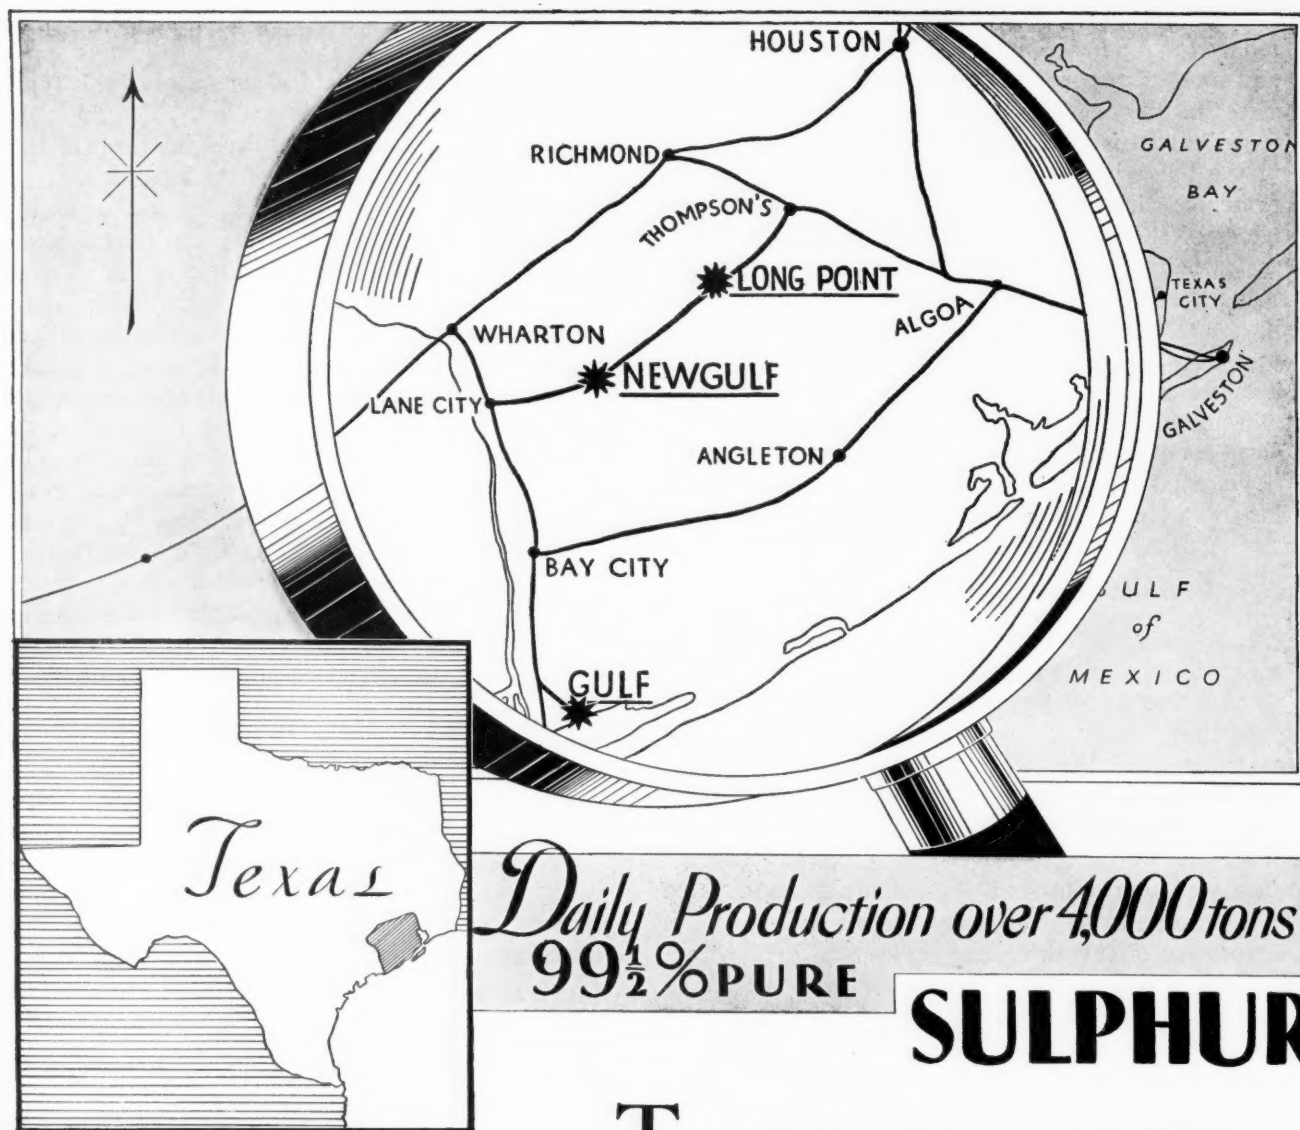 HOUSTON
RICHMOND
THOMPSON'S
LONG POINT
GALVESTON
BAY
TEXAS
CITY
ALGOA
WHARTON
NEWGULF
LANE CITY
GALVESTON
ANGLETON
BAY CITY
GULF
of
MEXICO
GULF
Texas
Daily Production over 4,000 tons
99½% PURE
SULPHUR
T